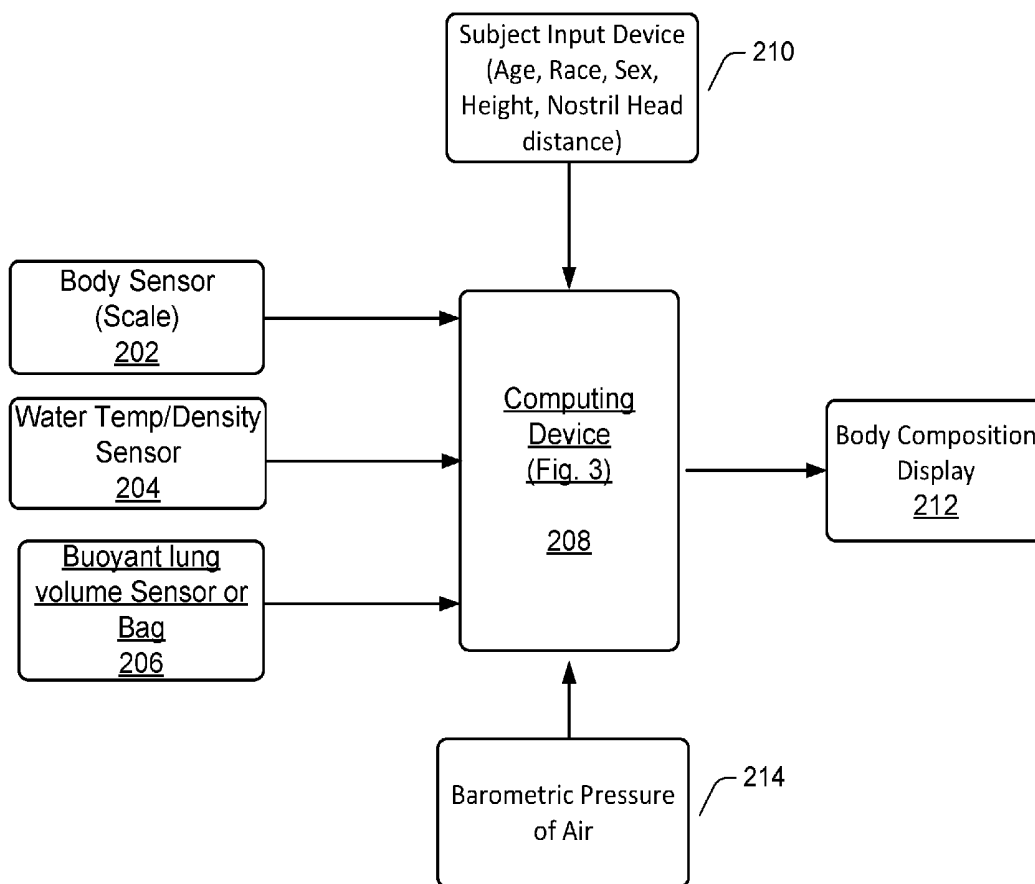 Subject Input Device
(Age, Race, Sex,
Height, Nostril Head
distance)
210
Body Sensor
(Scale)
202
Water Temp/Density
Sensor
204
Buoyant lung
volume Sensor or
Bag
206
Computing
Device
(Fig. 3)
208
Body Composition
Display
212
Barometric Pressure
of Air
214